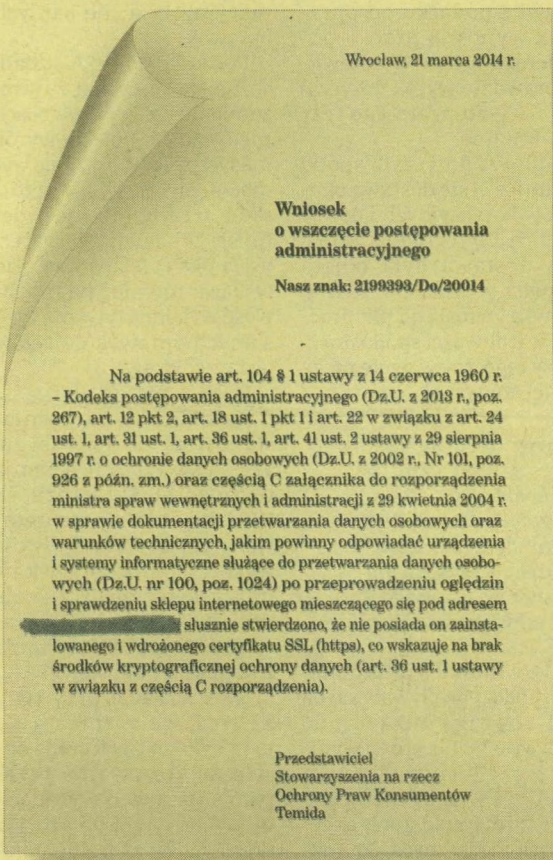 Wrocław, 21 marca 2014 r.
Wniosek
o wszczęcie postępowania
administracyjnego
Nasz znak: 2199393/Do/20014
Na podstawie art. 104 § 1 ustawy z 14 czerwca 1960 r.
– Kodeks postępowania administracyjnego (Dz.U. z 2013 r., poz.
267), art. 12 pkt 2, art. 18 ust. 1 pkt 1 i art. 22 w związku z art. 24
ust. 1, art. 31 ust. 1, art. 36 ust. 1, art. 41 ust. 2 ustawy z 29 sierpnia
1997 r. o ochronie danych osobowych (Dz.U. z 2002 r., Nr 101, poz.
926 z późn. zm.) oraz częścią C załącznika do rozporządzenia
ministra spraw wewnętrznych i administracji z 29 kwietnia 2004 r.
w sprawie dokumentacji przetwarzania danych osobowych oraz
warunków technicznych, jakim powinny odpowiadać urządzenia
i systemy informatyczne służące do przetwarzania danych osobo-
wych (Dz.U. nr 100, poz. 1024) po przeprowadzeniu oględzin
i sprawdzeniu sklepu internetowego mieszczącego się pod adresem
słusznie stwierdzono, że nie posiada on zainsta-
lowanego i wdrożonego certyfikatu SSL (https), co wskazuje na brak
środków kryptograficznej ochrony danych (art. 36 ust. 1 ustawy
w związku z częścią C rozporządzenia).
Przedstawiciel
Stowarzyszenia na rzecz
Ochrony Praw Konsumentów
Temida